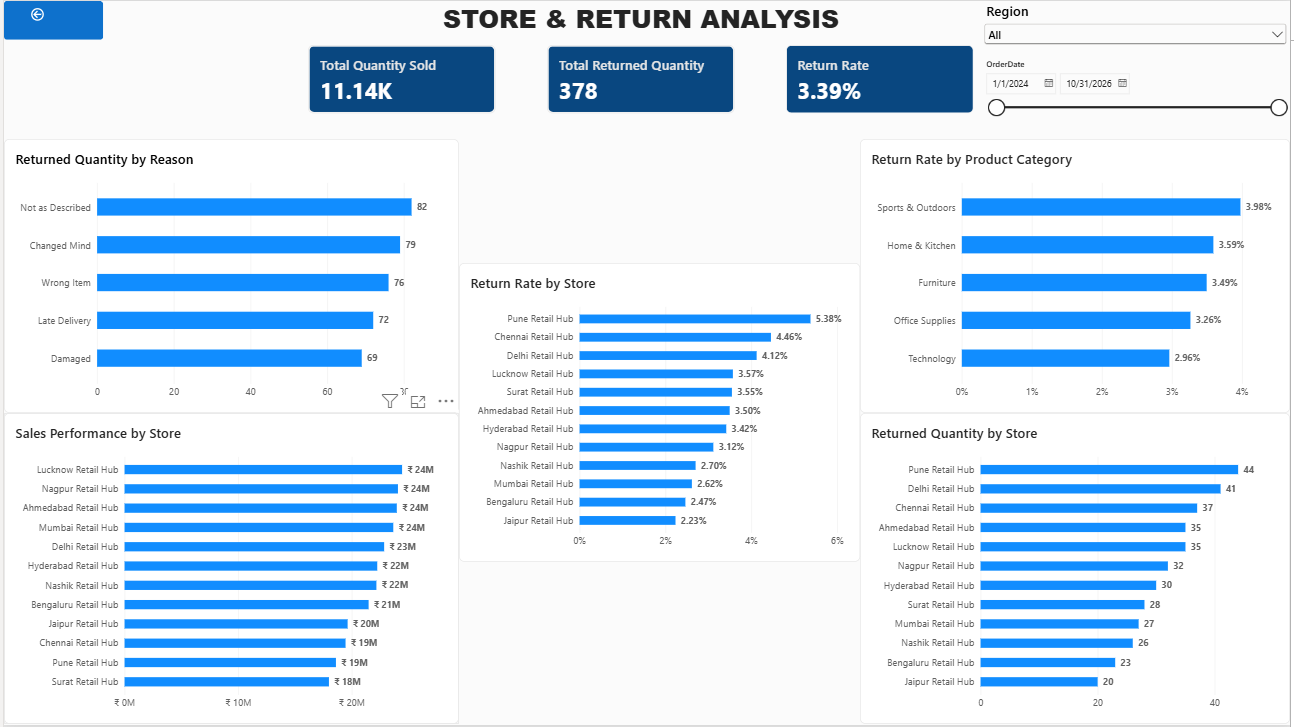 STORE & RETURN ANALYSIS
Region
All
OrderDate
1/1/2024 10/31/2026
Total Quantity Sold
11.14K
Total Returned Quantity
378
Return Rate
3.39%
Returned Quantity by Reason
Not as Described 82
Changed Mind 79
Wrong Item 76
Late Delivery 72
Damaged 69
0 20 40 60
Return Rate by Store
Pune Retail Hub 5.38%
Chennai Retail Hub 4.46%
Delhi Retail Hub 4.12%
Lucknow Retail Hub 3.57%
Surat Retail Hub 3.55%
Ahmedabad Retail Hub 3.50%
Hyderabad Retail Hub 3.42%
Nagpur Retail Hub 3.12%
Nashik Retail Hub 2.70%
Mumbai Retail Hub 2.62%
Bengaluru Retail Hub 2.47%
Jaipur Retail Hub 2.23%
0% 2% 4% 6%
Return Rate by Product Category
Sports & Outdoors 3.98%
Home & Kitchen 3.59%
Furniture 3.49%
Office Supplies 3.26%
Technology 2.96%
0% 1% 2% 3% 4%
Sales Performance by Store
Lucknow Retail Hub ₹ 24M
Nagpur Retail Hub ₹ 24M
Ahmedabad Retail Hub ₹ 24M
Mumbai Retail Hub ₹ 24M
Delhi Retail Hub ₹ 23M
Hyderabad Retail Hub ₹ 22M
Nashik Retail Hub ₹ 22M
Bengaluru Retail Hub ₹ 21M
Jaipur Retail Hub ₹ 20M
Chennai Retail Hub ₹ 19M
Pune Retail Hub ₹ 19M
Surat Retail Hub ₹ 18M
₹ 0M ₹ 10M ₹ 20M
Returned Quantity by Store
Pune Retail Hub 44
Delhi Retail Hub 41
Chennai Retail Hub 37
Ahmedabad Retail Hub 35
Lucknow Retail Hub 35
Nagpur Retail Hub 32
Hyderabad Retail Hub 30
Surat Retail Hub 28
Mumbai Retail Hub 27
Nashik Retail Hub 26
Bengaluru Retail Hub 23
Jaipur Retail Hub 20
0 20 40